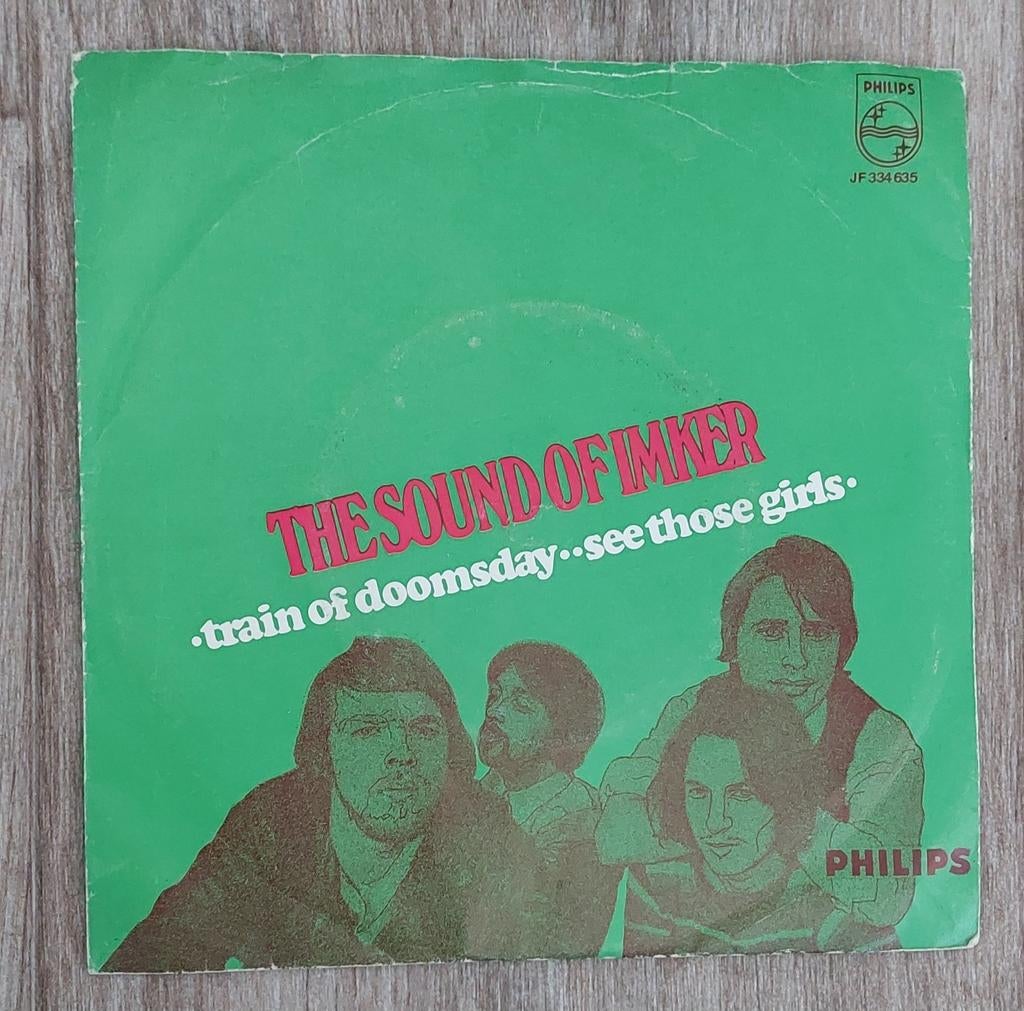 PHILIPS
JF 334 635
THE SOUND OF IMKER
·train of doomsday··see those girls·
PHILIPS